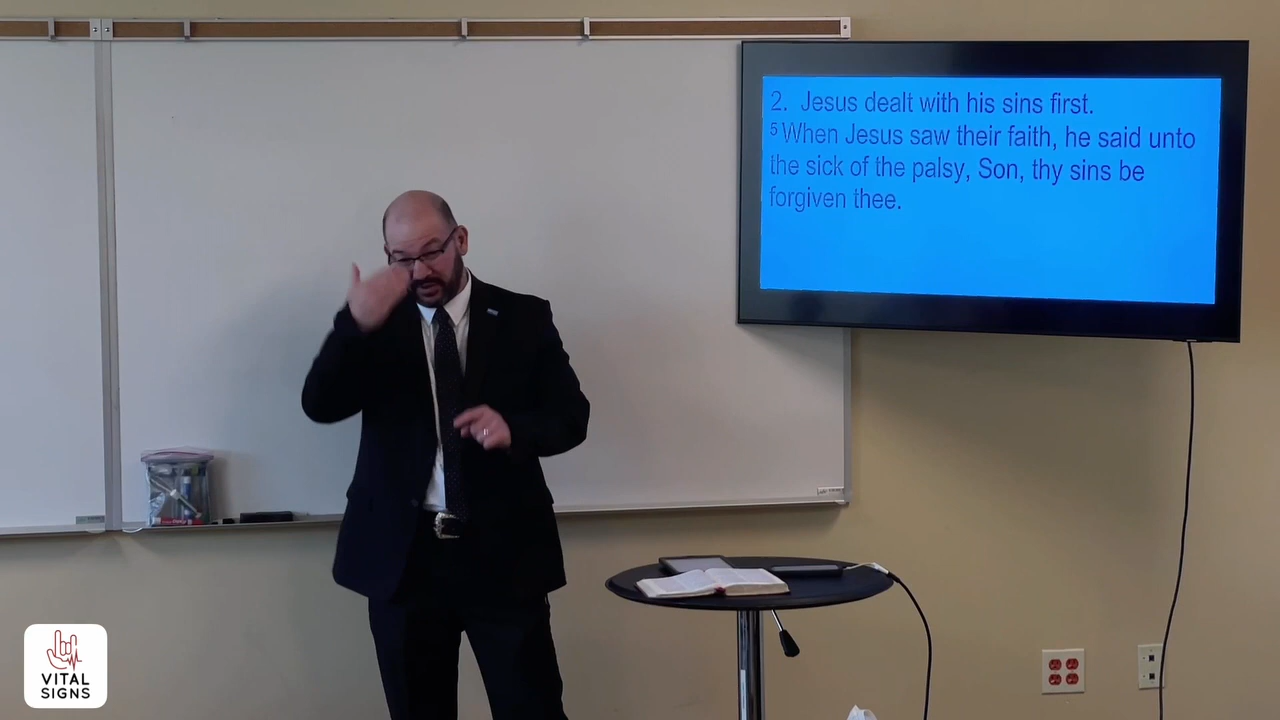 2. Jesus dealt with his sins first.
5 When Jesus saw their faith, he said unto
the sick of the palsy, Son, thy sins be
forgiven thee.
VITAL
SIGNS